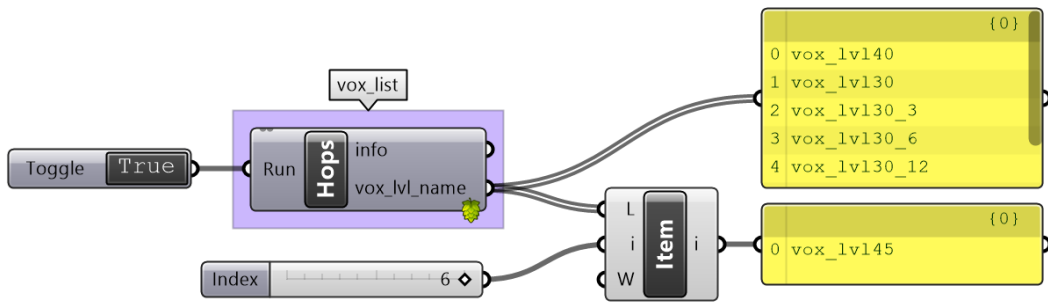 vox_list
Toggle True
Run Hops info
vox_lvl_name
Index 6
L
i Item i
W
{0}
0 vox_lvl40
1 vox_lvl30
2 vox_lvl30_3
3 vox_lvl30_6
4 vox_lvl30_12
{0}
0 vox_lvl45